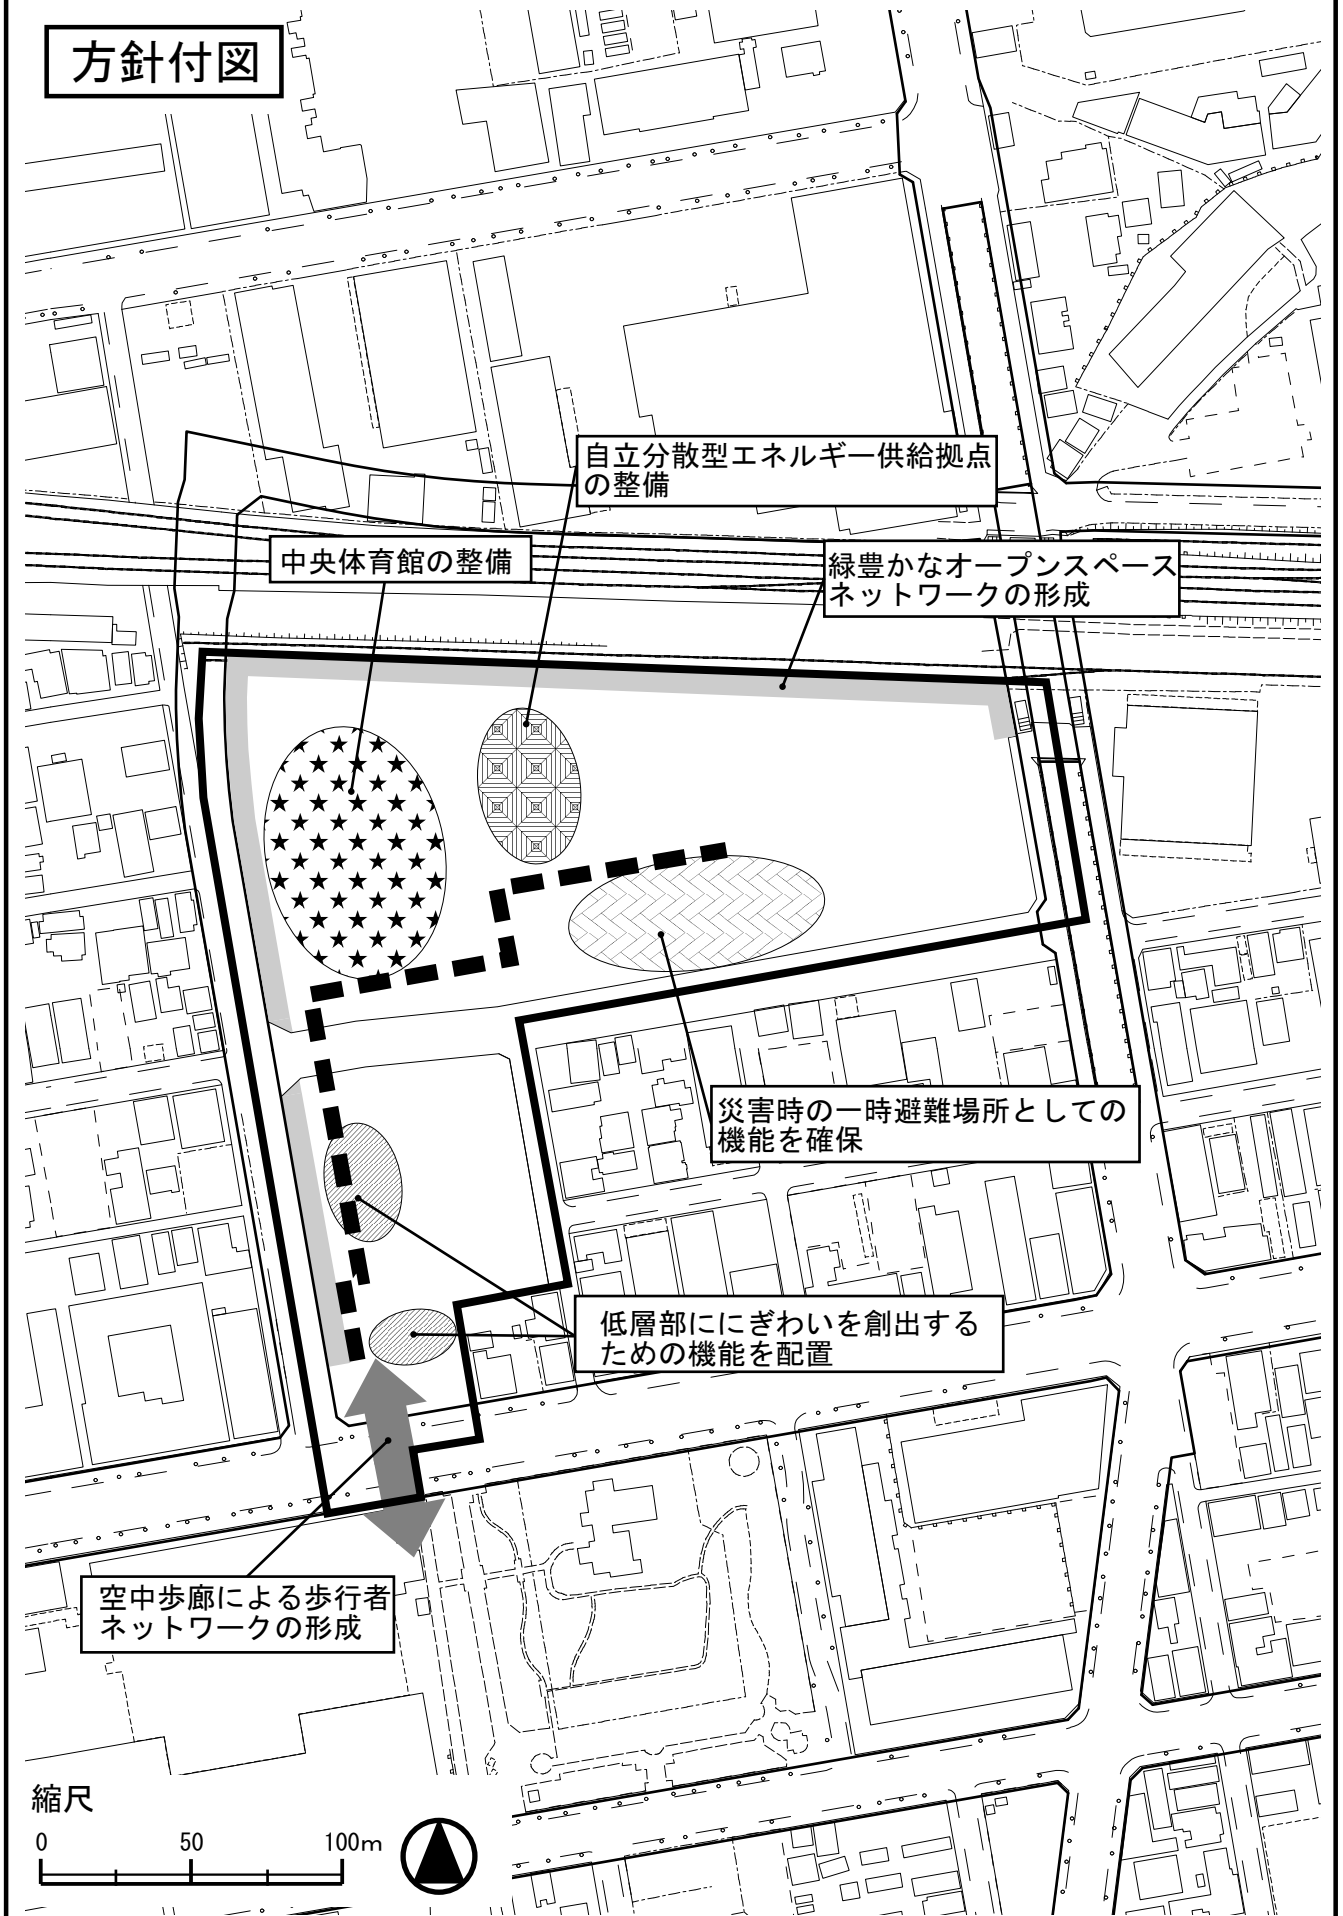 方針付図
自立分散型エネルギー供給拠点
の整備
中央体育館の整備
緑豊かなオープンスペース
ネットワークの形成
災害時の一時避難場所としての
機能を確保
低層部ににぎわいを創出する
ための機能を配置
空中歩廊による歩行者
ネットワークの形成
縮尺
0 50 100m